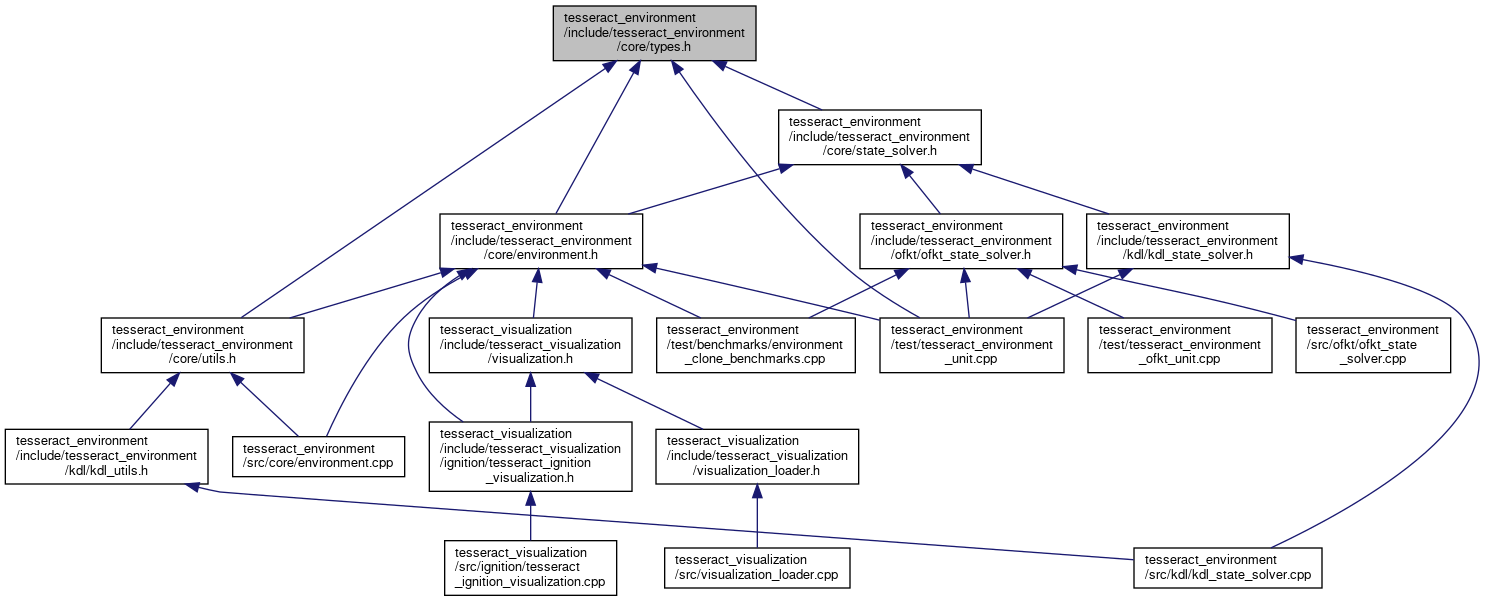 tesseract_environment
/include/tesseract_environment
/core/types.h
tesseract_environment
/include/tesseract_environment
/core/state_solver.h
tesseract_environment
/include/tesseract_environment
/core/environment.h
tesseract_environment
/include/tesseract_environment
/ofkt/ofkt_state_solver.h
tesseract_environment
/include/tesseract_environment
/kdl/kdl_state_solver.h
tesseract_environment
/include/tesseract_environment
/core/utils.h
tesseract_visualization
/include/tesseract_visualization
/visualization.h
tesseract_environment
/test/benchmarks/environment
_clone_benchmarks.cpp
tesseract_environment
/test/tesseract_environment
_unit.cpp
tesseract_environment
/test/tesseract_environment
_ofkt_unit.cpp
tesseract_environment
/src/ofkt/ofkt_state
_solver.cpp
tesseract_environment
/include/tesseract_environment
/kdl/kdl_utils.h
tesseract_environment
/src/core/environment.cpp
tesseract_visualization
/include/tesseract_visualization
/ignition/tesseract_ignition
_visualization.h
tesseract_visualization
/include/tesseract_visualization
/visualization_loader.h
tesseract_visualization
/src/ignition/tesseract
_ignition_visualization.cpp
tesseract_visualization
/src/visualization_loader.cpp
tesseract_environment
/src/kdl/kdl_state_solver.cpp